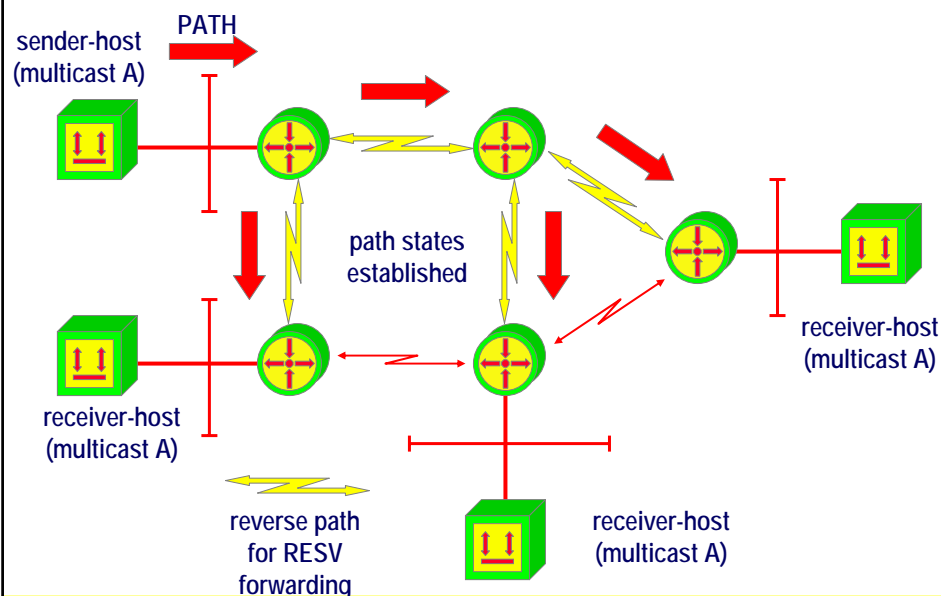 PATH
sender-host
(multicast A)
path states
established
receiver-host
(multicast A)
receiver-host
(multicast A)
reverse path
for RESV
forwarding
receiver-host
(multicast A)